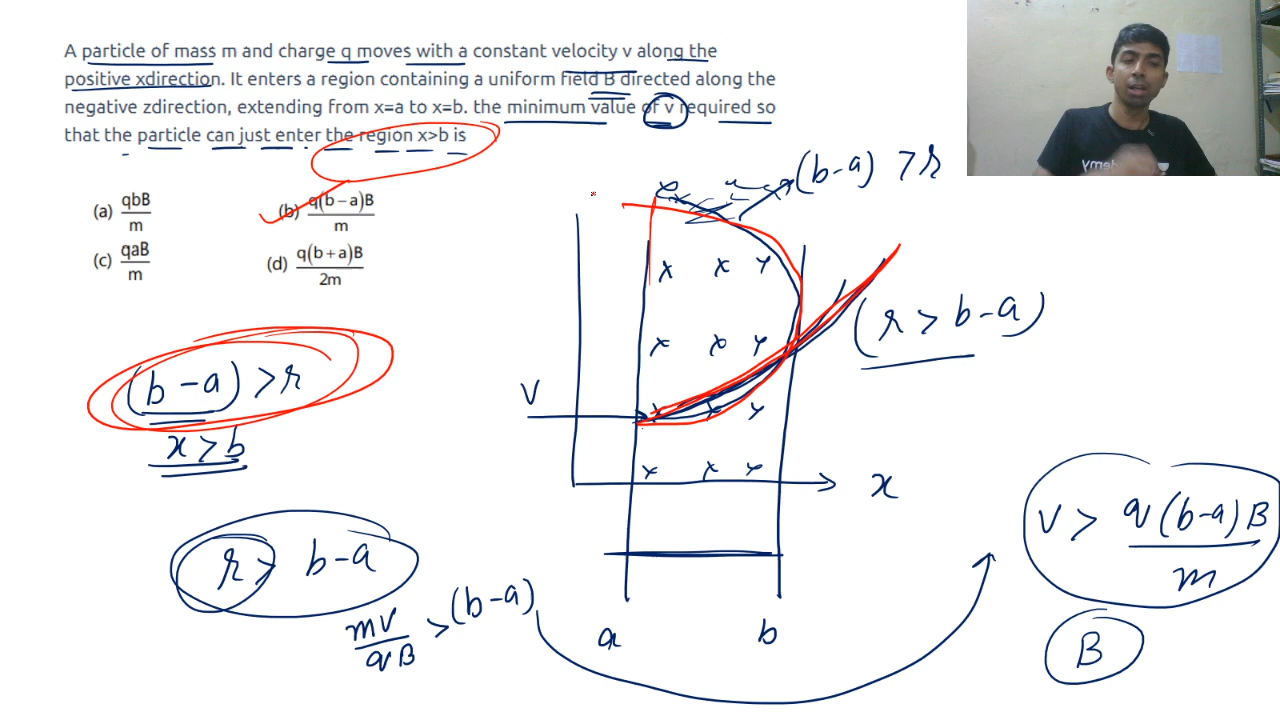 A particle of mass m and charge q moves with a constant velocity v along the
positive xdirection. It enters a region containing a uniform field B directed along the
negative zdirection, extending from x=a to x=b. the minimum value of v required so
that the particle can just enter the region x>b is
(a) qbB/m
(b) q(b−a)B/m
(c) qaB/m
(d) q(b+a)B/2m
(b-a) > r
x x x
(r > b-a)
x x x
(b-a) > r
V
x x x
x > b
x x x
x
V > q(b-a)B/m
r > b-a
mv/qB > (b-a)
a b
B